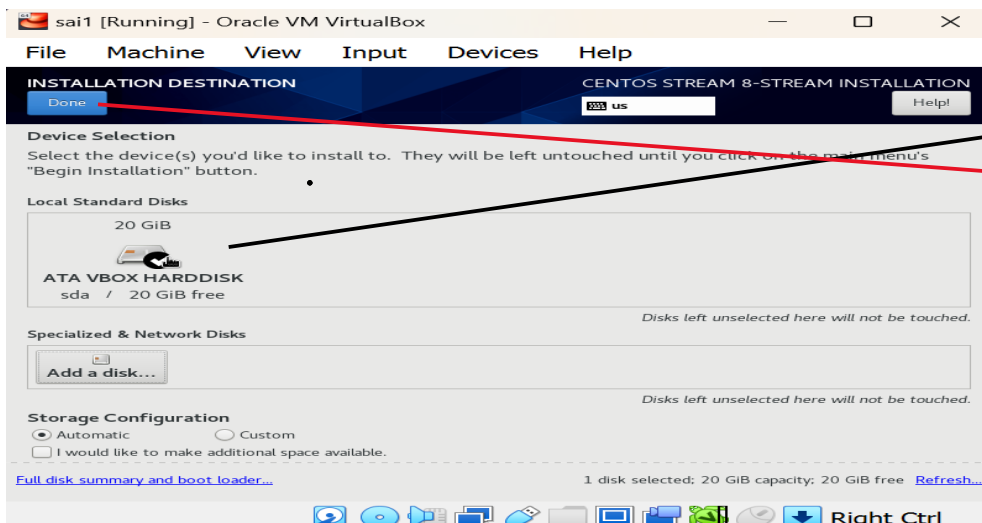 sai1 [Running] - Oracle VM VirtualBox
File Machine View Input Devices Help
INSTALLATION DESTINATION
CENTOS STREAM 8-STREAM INSTALLATION
Done
us
Help!
Device Selection
Select the device(s) you'd like to install to. They will be left untouched until you click on the main menu's
"Begin Installation" button.
Local Standard Disks
20 GiB
ATA VBOX HARDDISK
sda / 20 GiB free
Disks left unselected here will not be touched.
Specialized & Network Disks
Add a disk...
Disks left unselected here will not be touched.
Storage Configuration
Automatic Custom
I would like to make additional space available.
Full disk summary and boot loader...
1 disk selected; 20 GiB capacity; 20 GiB free Refresh...
Right Ctrl